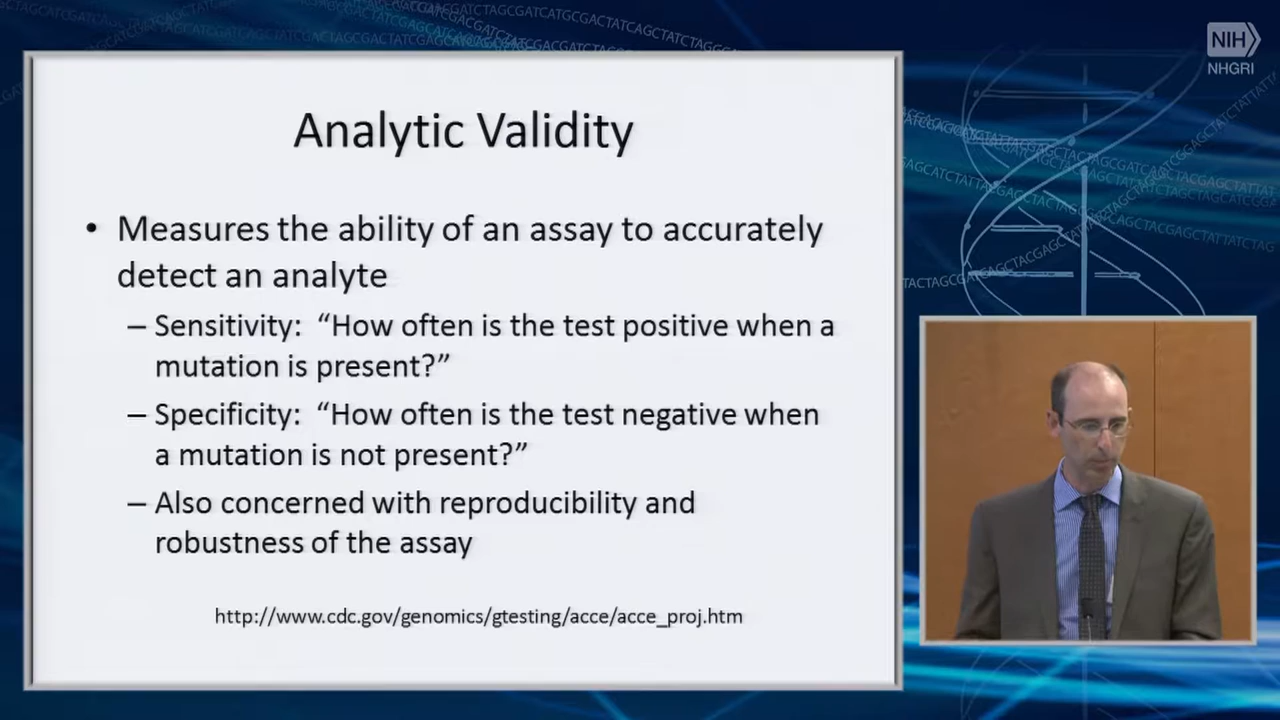 NIH
NHGRI
Analytic Validity
• Measures the ability of an assay to accurately
detect an analyte
– Sensitivity: “How often is the test positive when a
mutation is present?”
– Specificity: “How often is the test negative when
a mutation is not present?”
– Also concerned with reproducibility and
robustness of the assay
http://www.cdc.gov/genomics/gtesting/acce/acce_proj.htm